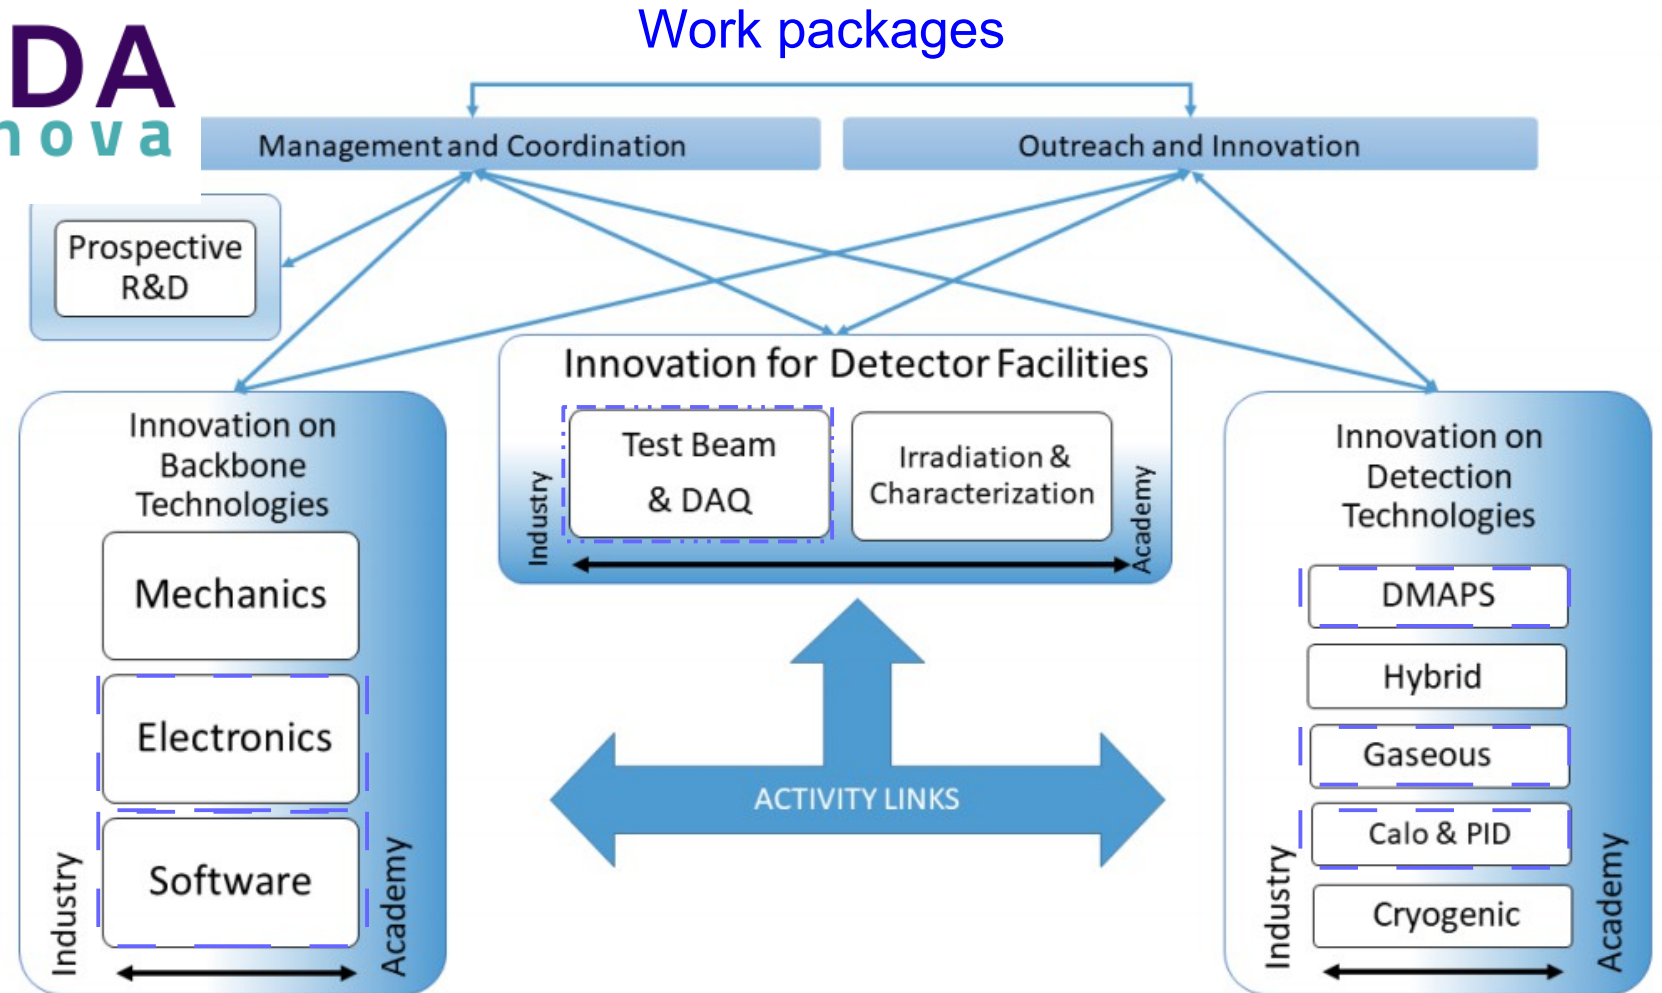 Work packages
DA
nova
Management and Coordination
Outreach and Innovation
Prospective
R&D
Innovation for Detector Facilities
Test Beam
& DAQ
Irradiation &
Characterization
Industry
Academy
Innovation on
Backbone
Technologies
Mechanics
Electronics
Software
Industry
Academy
ACTIVITY LINKS
Innovation on
Detection
Technologies
DMAPS
Hybrid
Gaseous
Calo & PID
Cryogenic
Industry
Academy